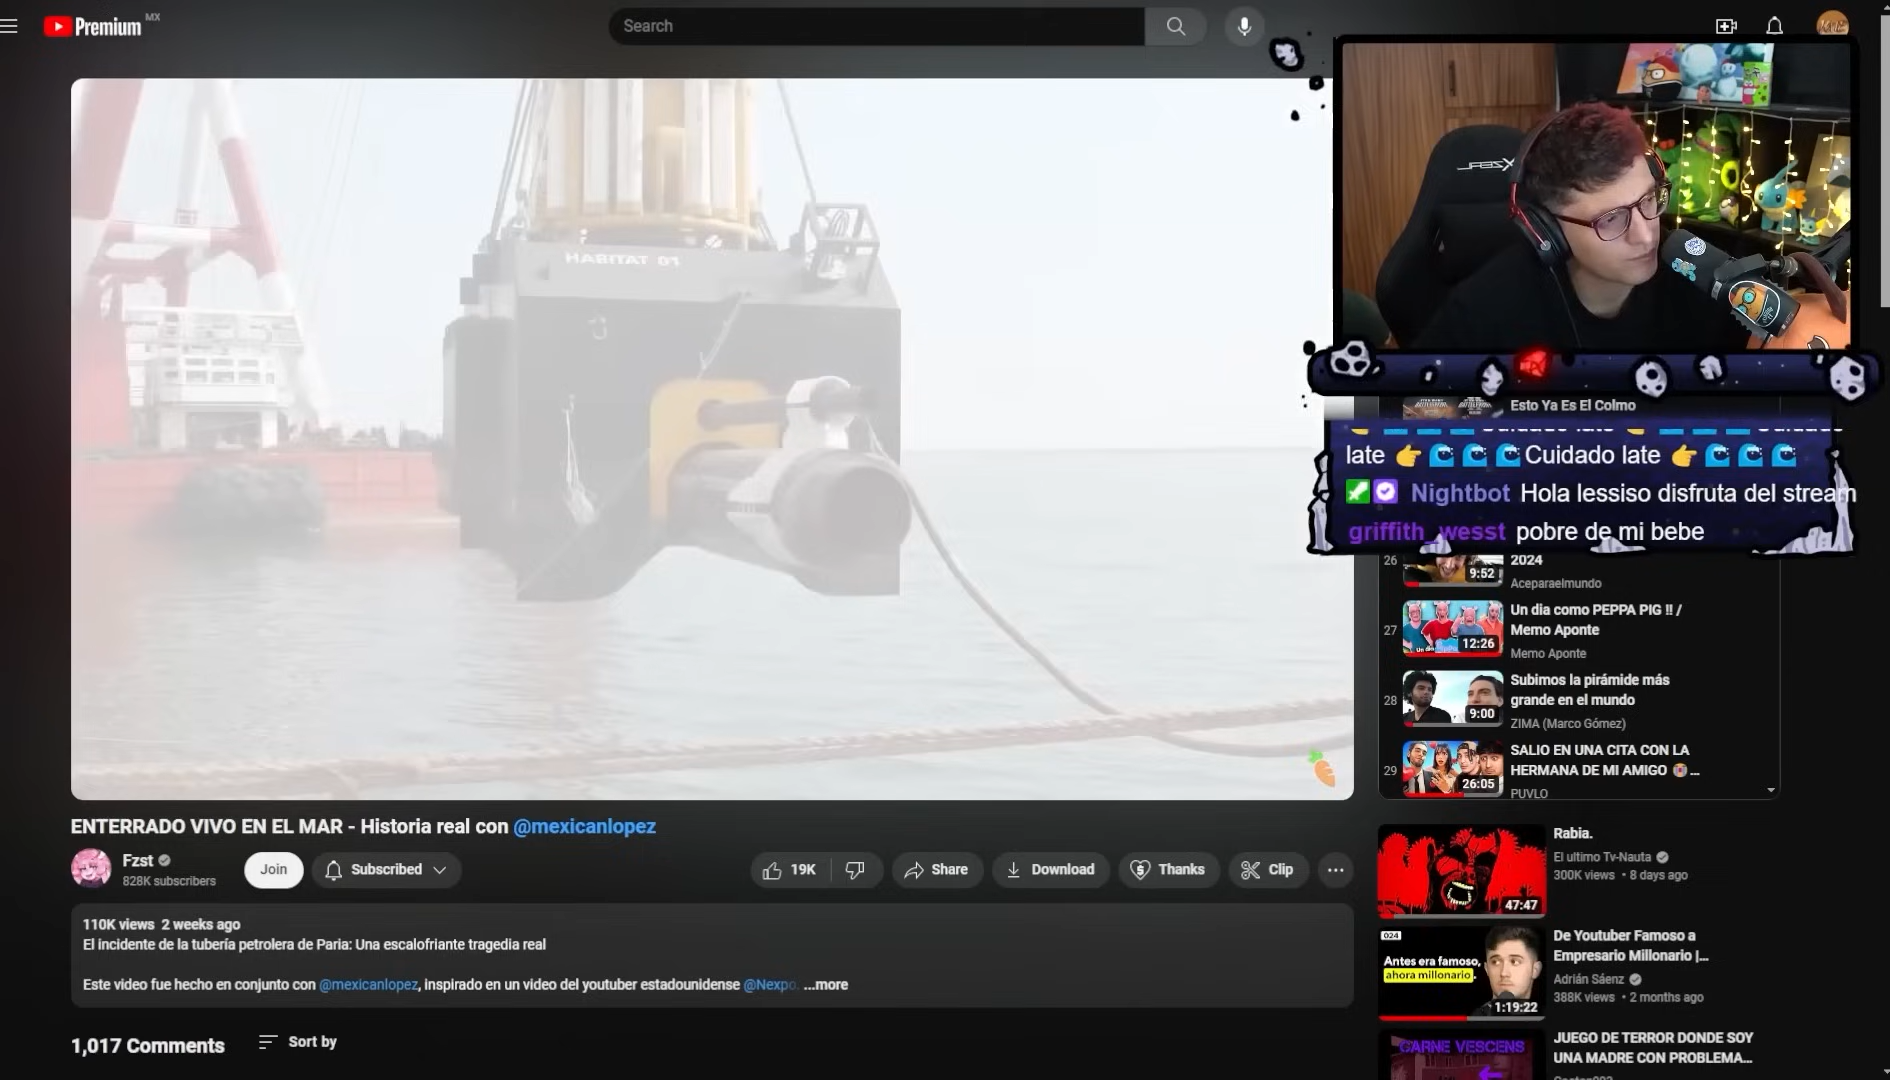 Premium MX
Search
HABITAT 01
Esto Ya Es El Colmo
Cuidado late
late 👉 🌊 🌊 🌊 Cuidado late 👉 🌊 🌊 🌊
Nightbot Hola lessiso disfruta del stream
griffith_wesst pobre de mi bebe
26
9:52
2024
Aceparaelmundo
27
12:26
Un dia como PEPPA PIG !! /
Memo Aponte
Memo Aponte
28
9:00
Subimos la pirámide más
grande en el mundo
ZIMA (Marco Gómez)
29
26:05
SALIO EN UNA CITA CON LA
HERMANA DE MI AMIGO 😭...
PUVLO
ENTERRADO VIVO EN EL MAR - Historia real con @mexicanlopez
Fzst
828K subscribers
Join
Subscribed
19K
Share
Download
Thanks
Clip
110K views 2 weeks ago
El incidente de la tubería petrolera de Paria: Una escalofriante tragedia real
Este video fue hecho en conjunto con @mexicanlopez, inspirado en un video del youtuber estadounidense @Nexpo. ...more
1,017 Comments
Sort by
47:47
Rabia.
El ultimo Tv-Nauta
300K views • 8 days ago
024
Antes era famoso,
ahora millonario.
1:19:22
De Youtuber Famoso a
Empresario Millonario |...
Adrián Sáenz
388K views • 2 months ago
CARNE VESCENS
JUEGO DE TERROR DONDE SOY
UNA MADRE CON PROBLEMA...